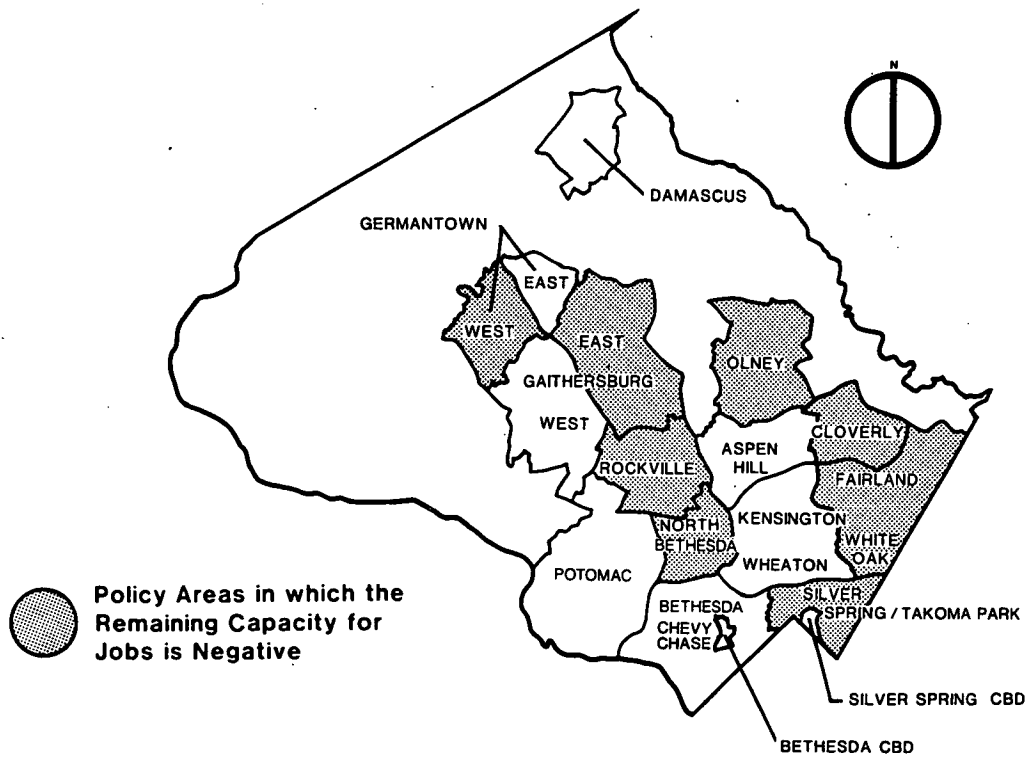 N
DAMASCUS
GERMANTOWN
EAST
WEST
EAST
OLNEY
GAITHERSBURG
WEST
CLOVERLY
ASPEN
HILL
ROCKVILLE
FAIRLAND
KENSINGTON
NORTH
BETHESDA
WHITE
OAK
WHEATON
POTOMAC
SILVER
SPRING / TAKOMA PARK
BETHESDA
CHEVY
CHASE
Policy Areas in which the
Remaining Capacity for
Jobs is Negative
SILVER SPRING CBD
BETHESDA CBD